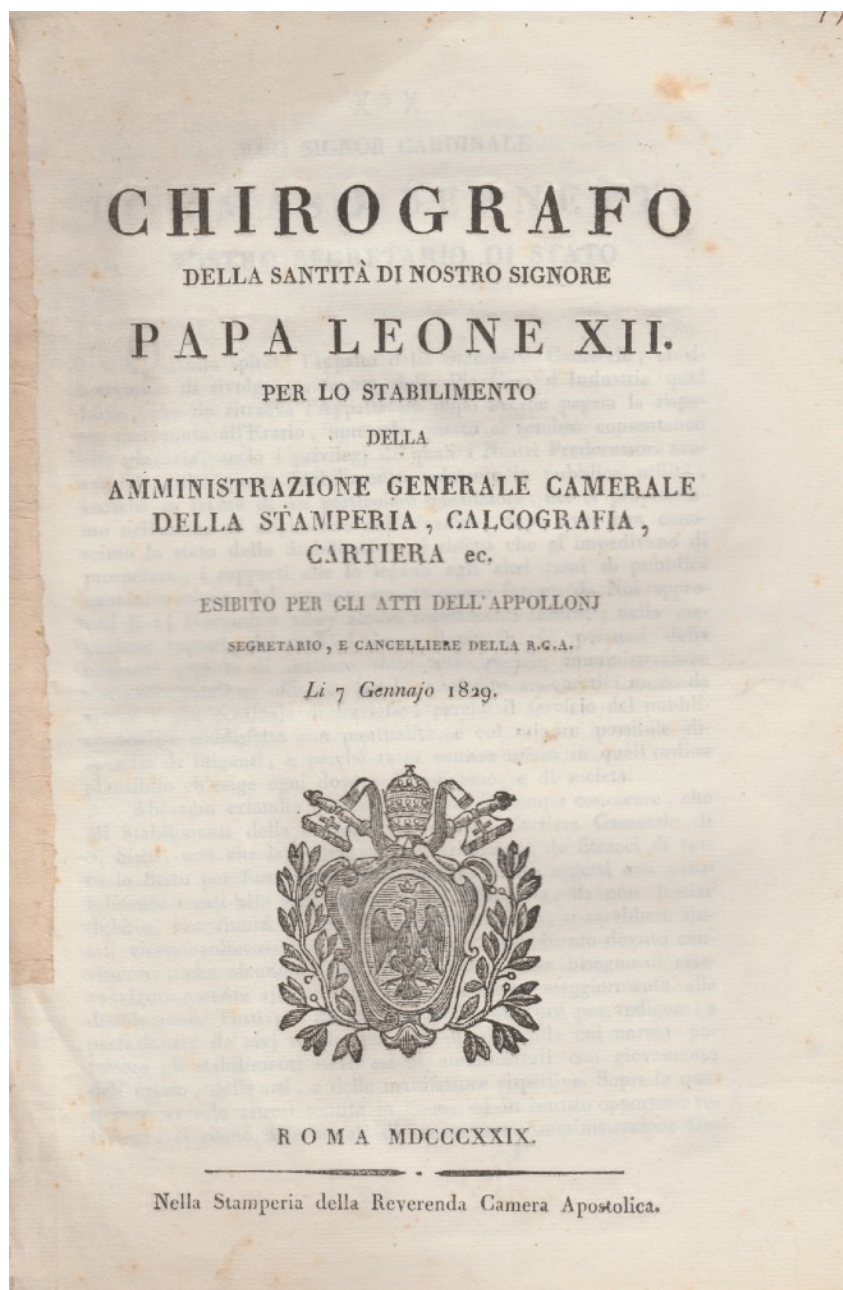 CHIROGRAFO
DELLA SANTITÀ DI NOSTRO SIGNORE
PAPA LEONE XII.
PER LO STABILIMENTO
DELLA
AMMINISTRAZIONE GENERALE CAMERALE
DELLA STAMPERIA , CALCOGRAFIA ,
CARTIERA ec.
ESIBITO PER GLI ATTI DELL'APPOLLONJ
SEGRETARIO , E CANCELLIERE DELLA R.C.A.
Li 7 Gennajo 1829.
ROMA MDCCCXXIX.
Nella Stamperia della Reverenda Camera Apostolica.